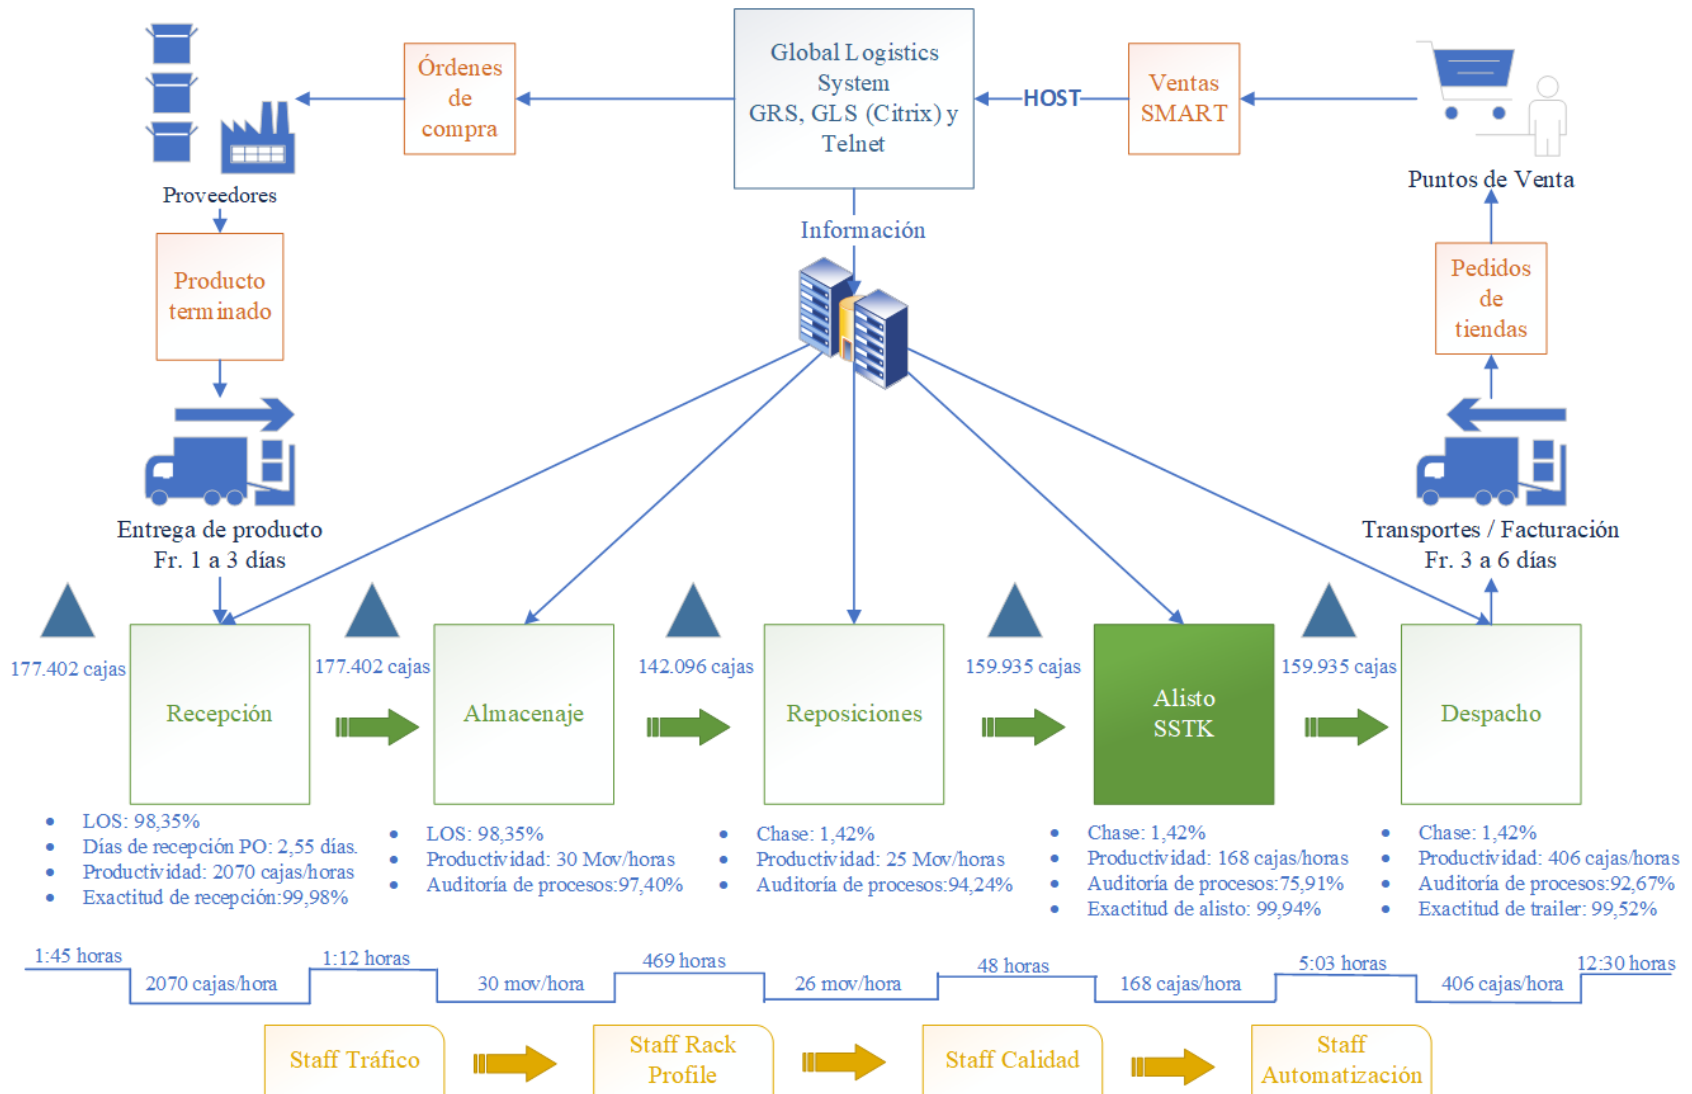 Órdenes
de
compra
Global Logistics
System
GRS, GLS (Citrix) y
Telnet
HOST
Ventas
SMART
Proveedores
Puntos de Venta
Información
Producto
terminado
Pedidos
de
tiendas
Entrega de producto
Fr. 1 a 3 días
Transportes / Facturación
Fr. 3 a 6 días
177.402 cajas
177.402 cajas
142.096 cajas
159.935 cajas
159.935 cajas
Recepción
Almacenaje
Reposiciones
Alisto
SSTK
Despacho
• LOS: 98,35%
• Días de recepción PO: 2,55 días.
• Productividad: 2070 cajas/horas
• Exactitud de recepción:99,98%
• LOS: 98,35%
• Productividad: 30 Mov/horas
• Auditoría de procesos:97,40%
• Chase: 1,42%
• Productividad: 25 Mov/horas
• Auditoría de procesos:94,24%
• Chase: 1,42%
• Productividad: 168 cajas/horas
• Auditoría de procesos:75,91%
• Exactitud de alisto: 99,94%
• Chase: 1,42%
• Productividad: 406 cajas/horas
• Auditoría de procesos:92,67%
• Exactitud de trailer: 99,52%
1:45 horas
2070 cajas/hora
1:12 horas
30 mov/hora
469 horas
26 mov/hora
48 horas
168 cajas/hora
5:03 horas
406 cajas/hora
12:30 horas
Staff Tráfico
Staff Rack
Profile
Staff Calidad
Staff
Automatización